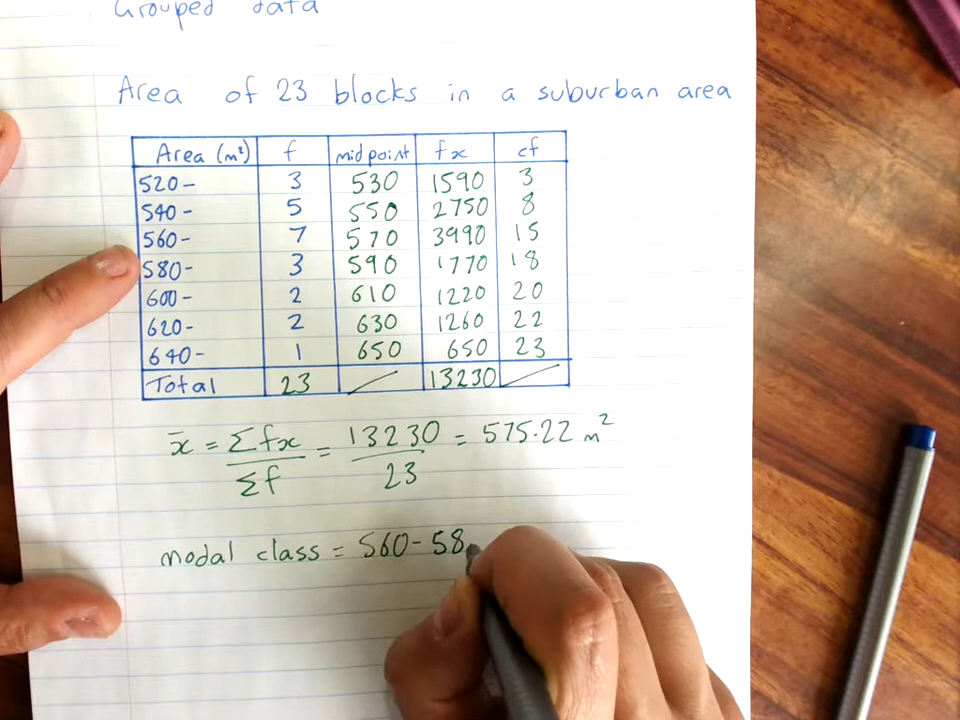 Grouped data
Area of 23 blocks in a suburban area
Area (m²) f midpoint fx cf
520- 3 530 1590 3
540- 5 550 2750 8
560- 7 570 3990 15
580- 3 590 1770 18
600- 2 610 1220 20
620- 2 630 1260 22
640- 1 650 650 23
Total 23 13230
x̄ = Σfx/Σf = 13230/23 = 575.22 m²
modal class = 560-58